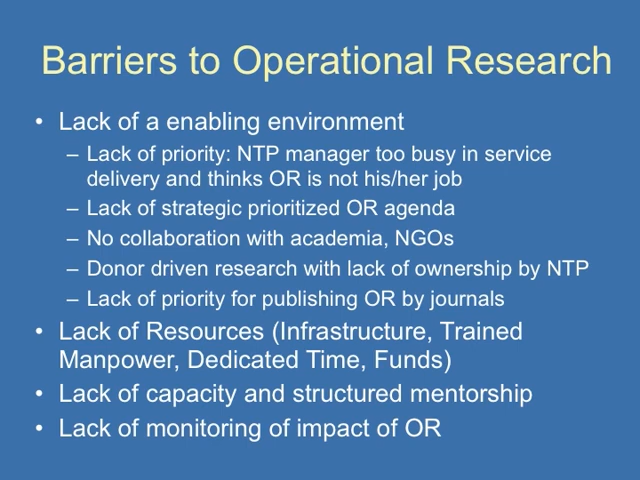 Barriers to Operational Research
• Lack of a enabling environment
– Lack of priority: NTP manager too busy in service
delivery and thinks OR is not his/her job
– Lack of strategic prioritized OR agenda
– No collaboration with academia, NGOs
– Donor driven research with lack of ownership by NTP
– Lack of priority for publishing OR by journals
• Lack of Resources (Infrastructure, Trained
Manpower, Dedicated Time, Funds)
• Lack of capacity and structured mentorship
• Lack of monitoring of impact of OR